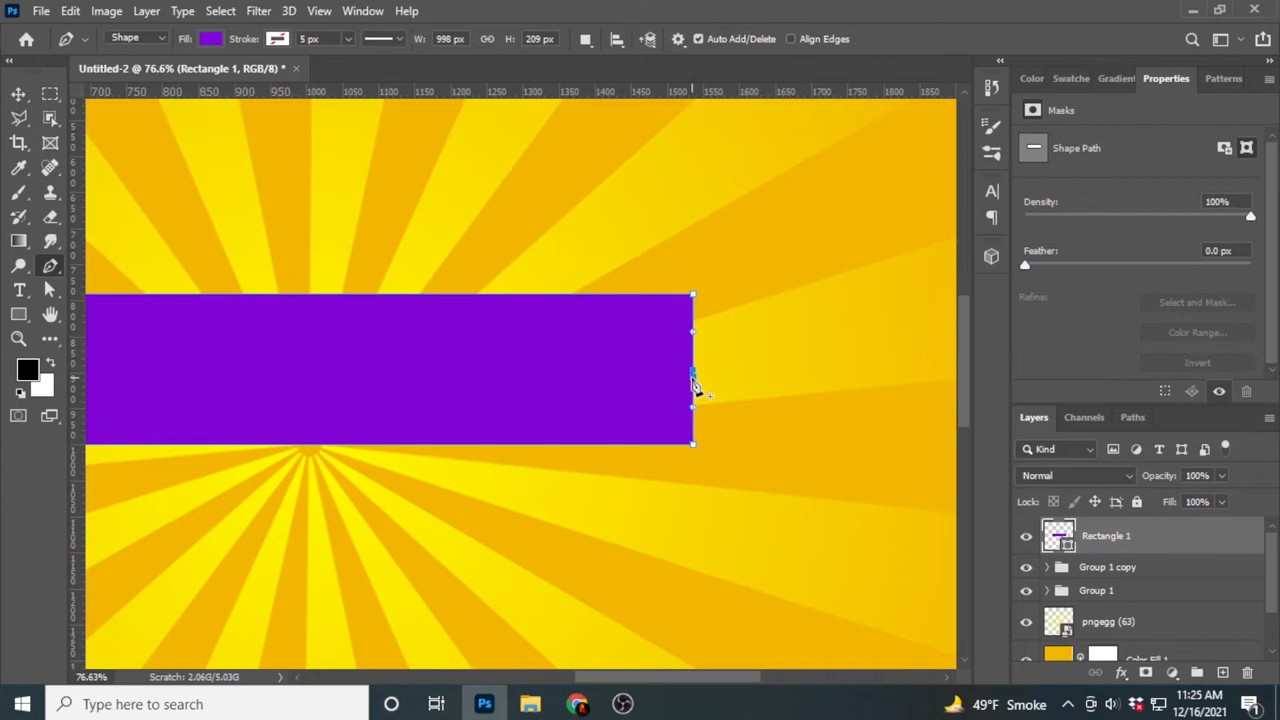 Ps File Edit Image Layer Type Select Filter 3D View Window Help
Shape Fill: Stroke: 5 px W: 998 px H: 209 px Auto Add/Delete Align Edges
Untitled-2 @ 76.6% (Rectangle 1, RGB/8) *
700 750 800 850 900 950 1000 1050 1100 1150 1200 1250 1300 1350 1400 1450 1500 1550 1600 1650 1700 1750 1800 1850
Color Swatche Gradient Properties Patterns
Masks
Shape Path
Density: 100%
Feather: 0.0 px
Refine: Select and Mask...
Color Range...
Invert
Layers Channels Paths
Kind
Normal Opacity: 100%
Lock: Fill: 100%
Rectangle 1
Group 1 copy
Group 1
pngegg (63)
Color Fill 1
76.63% Scratch: 2.06G/5.03G
Type here to search
Ps
49°F Smoke
11:25 AM
12/16/2021
1